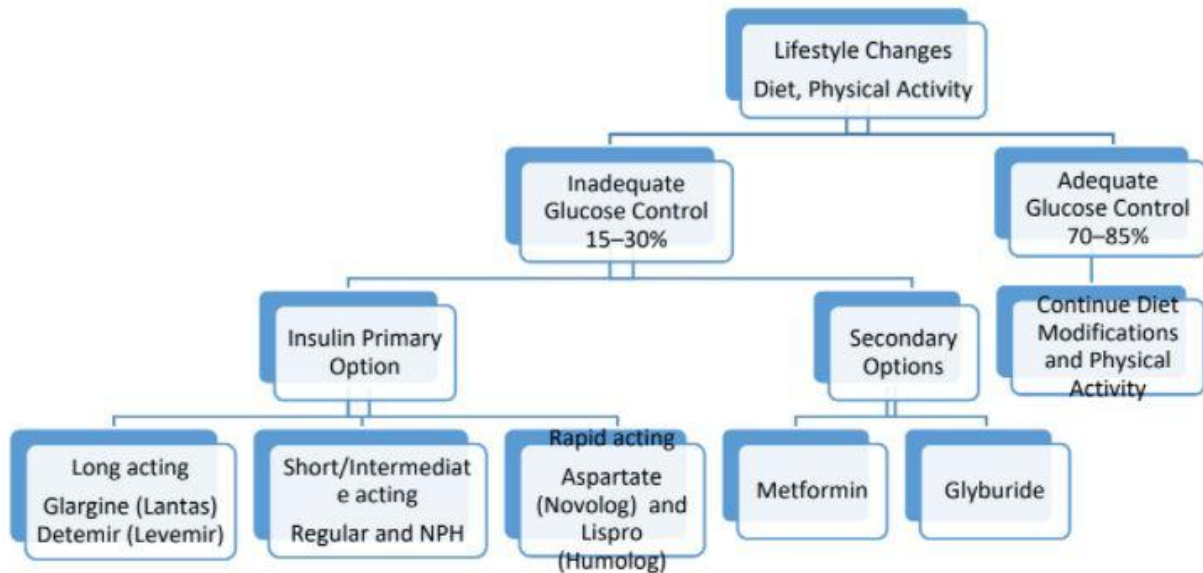 Lifestyle Changes
Diet, Physical Activity
Inadequate
Glucose Control
15–30%
Adequate
Glucose Control
70–85%
Insulin Primary
Option
Secondary
Options
Continue Diet
Modifications
and Physical
Activity
Long acting
Glargine (Lantas)
Detemir (Levemir)
Short/Intermediat
e acting
Regular and NPH
Rapid acting
Aspartate
(Novolog) and
Lispro
(Humolog)
Metformin
Glyburide